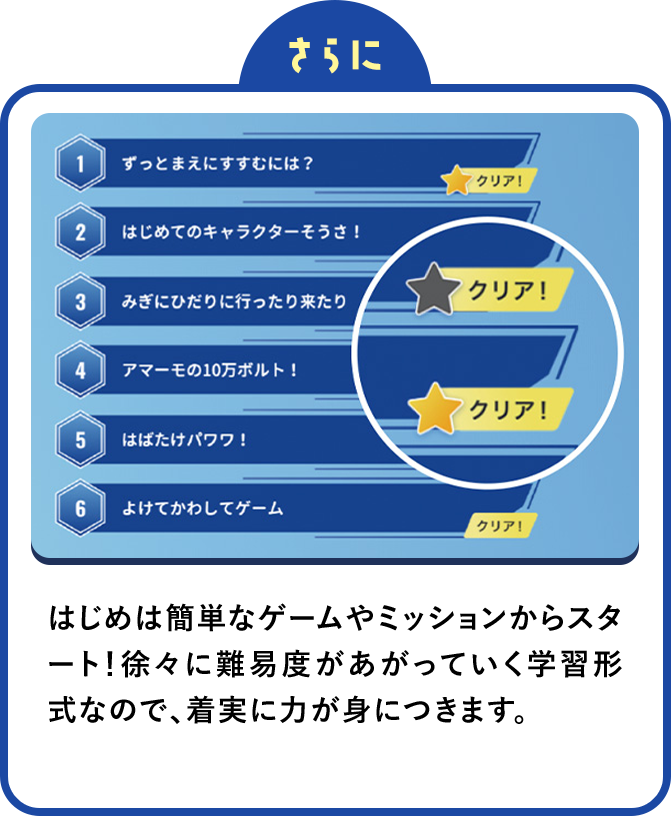 さらに
1 ずっとまえにすすむには？
クリア！
2 はじめてのキャラクターそうさ！
3 みぎにひだりに行ったり来たり
クリア！
4 アマーモの10万ボルト！
クリア！
5 はばたけパワワ！
6 よけてかわしてゲーム
クリア！
はじめは簡単なゲームやミッションからスタ
ート！徐々に難易度があがっていく学習形
式なので、着実に力が身につきます。